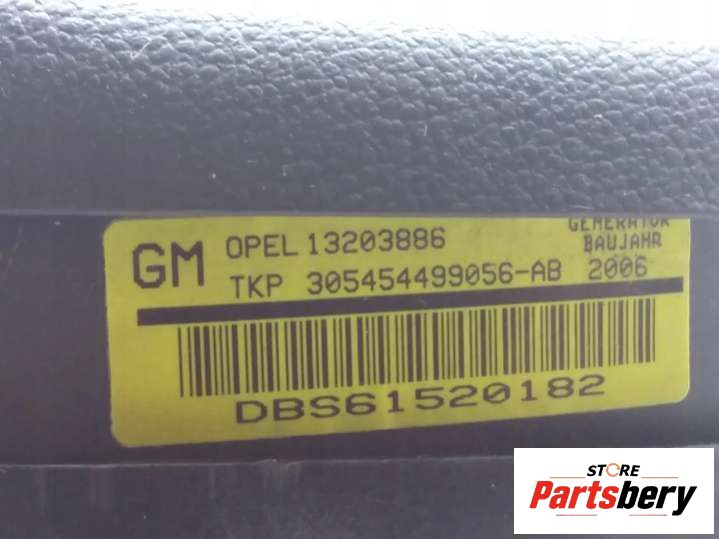 GM OPEL 13203886 GENERATOR
BAUJAHR
TKP 305454499056-AB 2006
DBS61520182
STORE
Partsbery